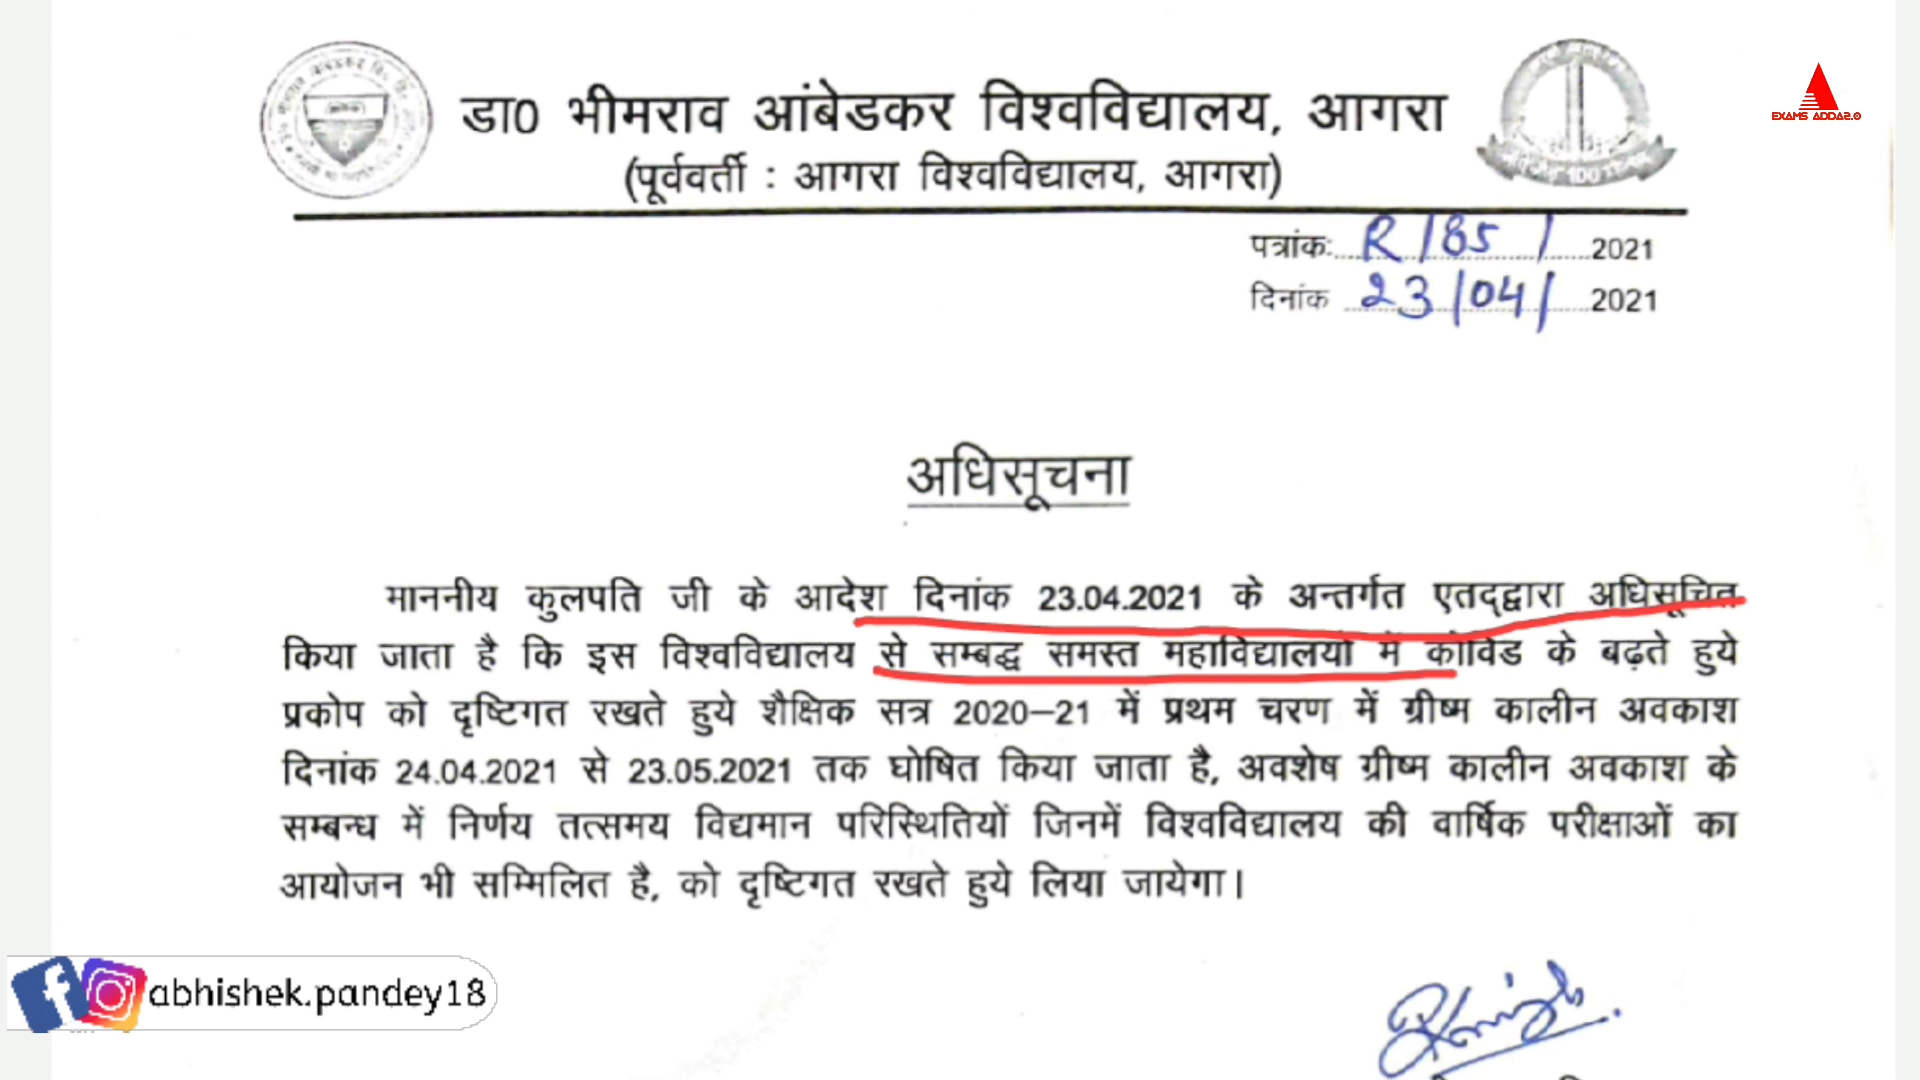 डा0 भीमराव आंबेडकर विश्वविद्यालय, आगरा
(पूर्ववर्ती : आगरा विश्वविद्यालय, आगरा)
EXAMS ADDA2.0
पत्रांक: R/85/ 2021
दिनांक 23/04/ 2021
अधिसूचना
माननीय कुलपति जी के आदेश दिनांक 23.04.2021 के अन्तर्गत एतद्द्वारा अधिसूचित
किया जाता है कि इस विश्वविद्यालय से सम्बद्ध समस्त महाविद्यालयों में कोविड के बढ़ते हुये
प्रकोप को दृष्टिगत रखते हुये शैक्षिक सत्र 2020–21 में प्रथम चरण में ग्रीष्म कालीन अवकाश
दिनांक 24.04.2021 से 23.05.2021 तक घोषित किया जाता है, अवशेष ग्रीष्म कालीन अवकाश के
सम्बन्ध में निर्णय तत्समय विद्यमान परिस्थितियों जिनमें विश्वविद्यालय की वार्षिक परीक्षाओं का
आयोजन भी सम्मिलित है, को दृष्टिगत रखते हुये लिया जायेगा।
abhishek.pandey18